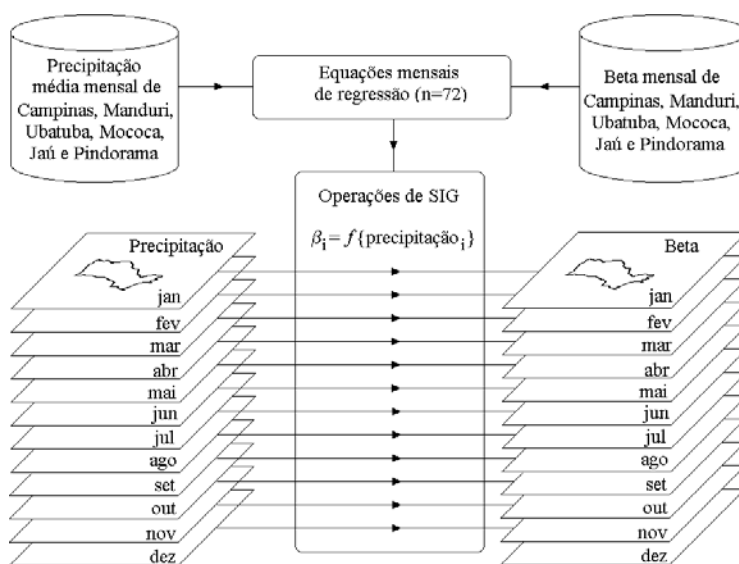 Precipitação
média mensal de
Campinas, Manduri,
Ubatuba, Mococa,
Jaú e Pindorama
Equações mensais
de regressão (n=72)
Beta mensal de
Campinas, Manduri,
Ubatuba, Mococa,
Jaú e Pindorama
Operações de SIG
βi = f{precipitaçãoi}
Precipitação
jan
fev
mar
abr
mai
jun
jul
ago
set
out
nov
dez
Beta
jan
fev
mar
abr
mai
jun
jul
ago
set
out
nov
dez